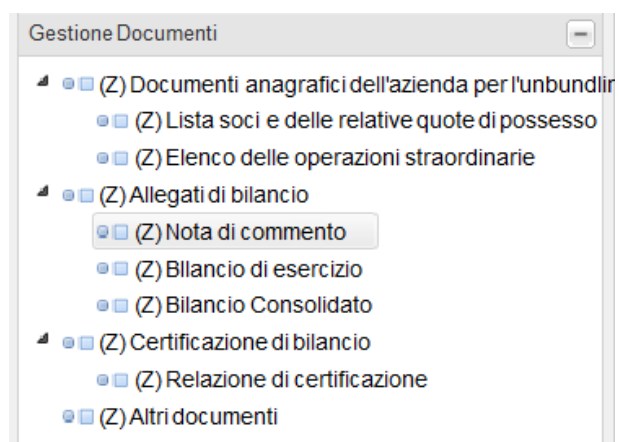 Gestione Documenti
(Z) Documenti anagrafici dell'azienda per l'unbundlin
(Z) Lista soci e delle relative quote di possesso
(Z) Elenco delle operazioni straordinarie
(Z) Allegati di bilancio
(Z) Nota di commento
(Z) BIlancio di esercizio
(Z) Bilancio Consolidato
(Z) Certificazione di bilancio
(Z) Relazione di certificazione
(Z) Altri documenti